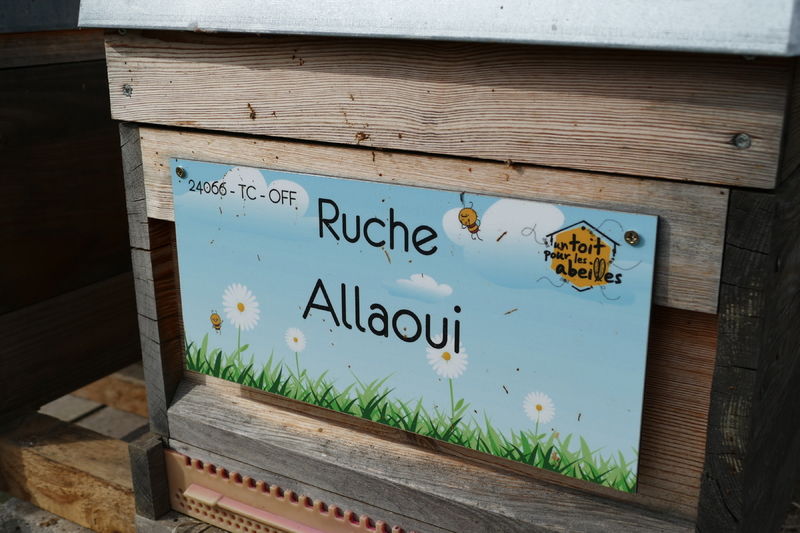 24066 - TC - OFF
Ruche
Allaoui
un toit
pour les
abeilles